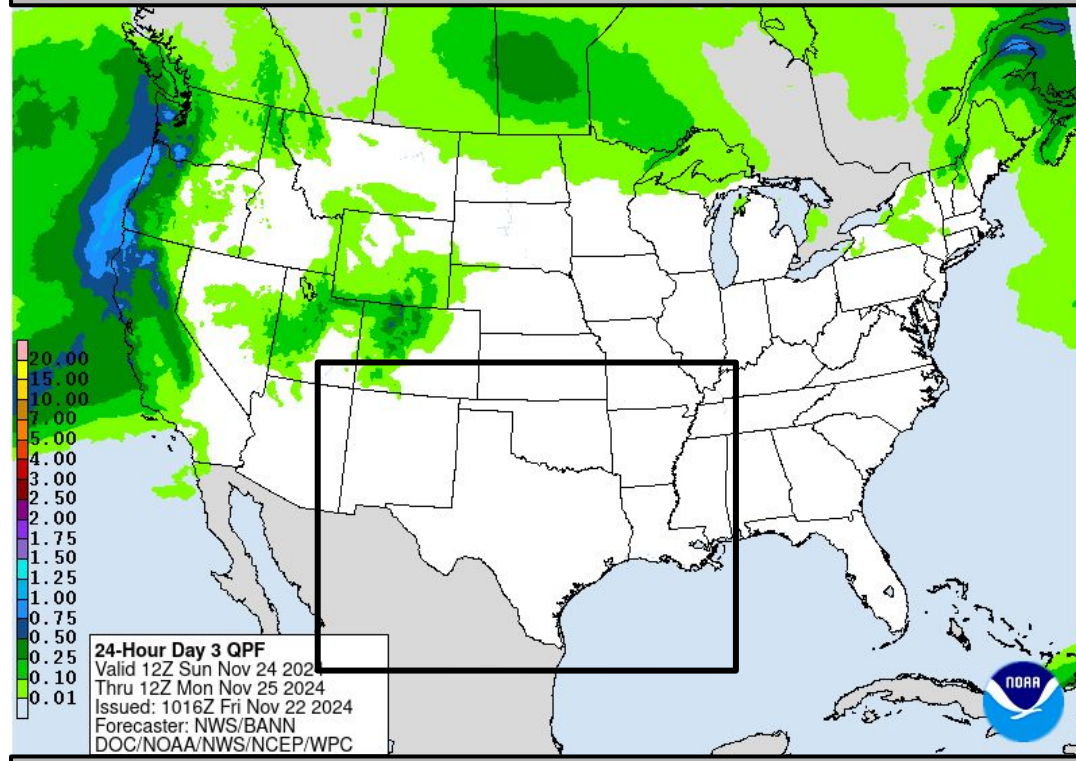 20.00
15.00
10.00
7.00
5.00
4.00
3.00
2.50
2.00
1.75
1.50
1.25
1.00
0.75
0.50
0.25
0.10
0.01
24-Hour Day 3 QPF
Valid 12Z Sun Nov 24 202
Thru 12Z Mon Nov 25 2024
Issued: 1016Z Fri Nov 22 2024
Forecaster: NWS/BANN
DOC/NOAA/NWS/NCEP/WPC
NOAA